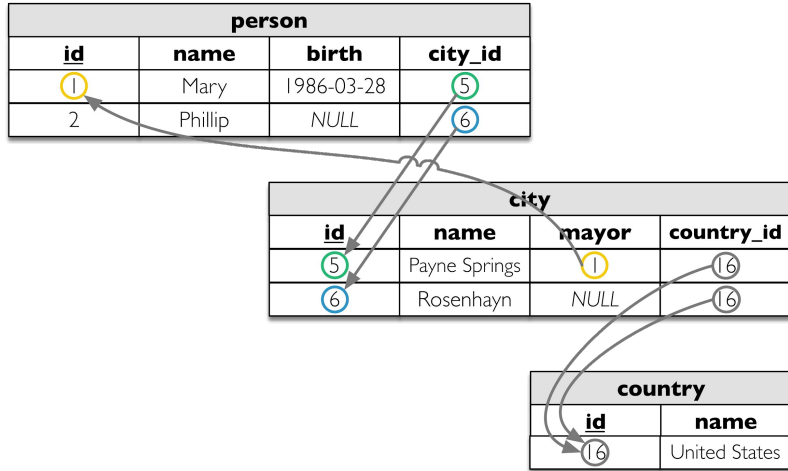 person
id name birth city_id
1 Mary 1986-03-28 5
2 Phillip NULL 6
city
id name mayor country_id
5 Payne Springs 1 16
6 Rosenhayn NULL 16
country
id name
16 United States